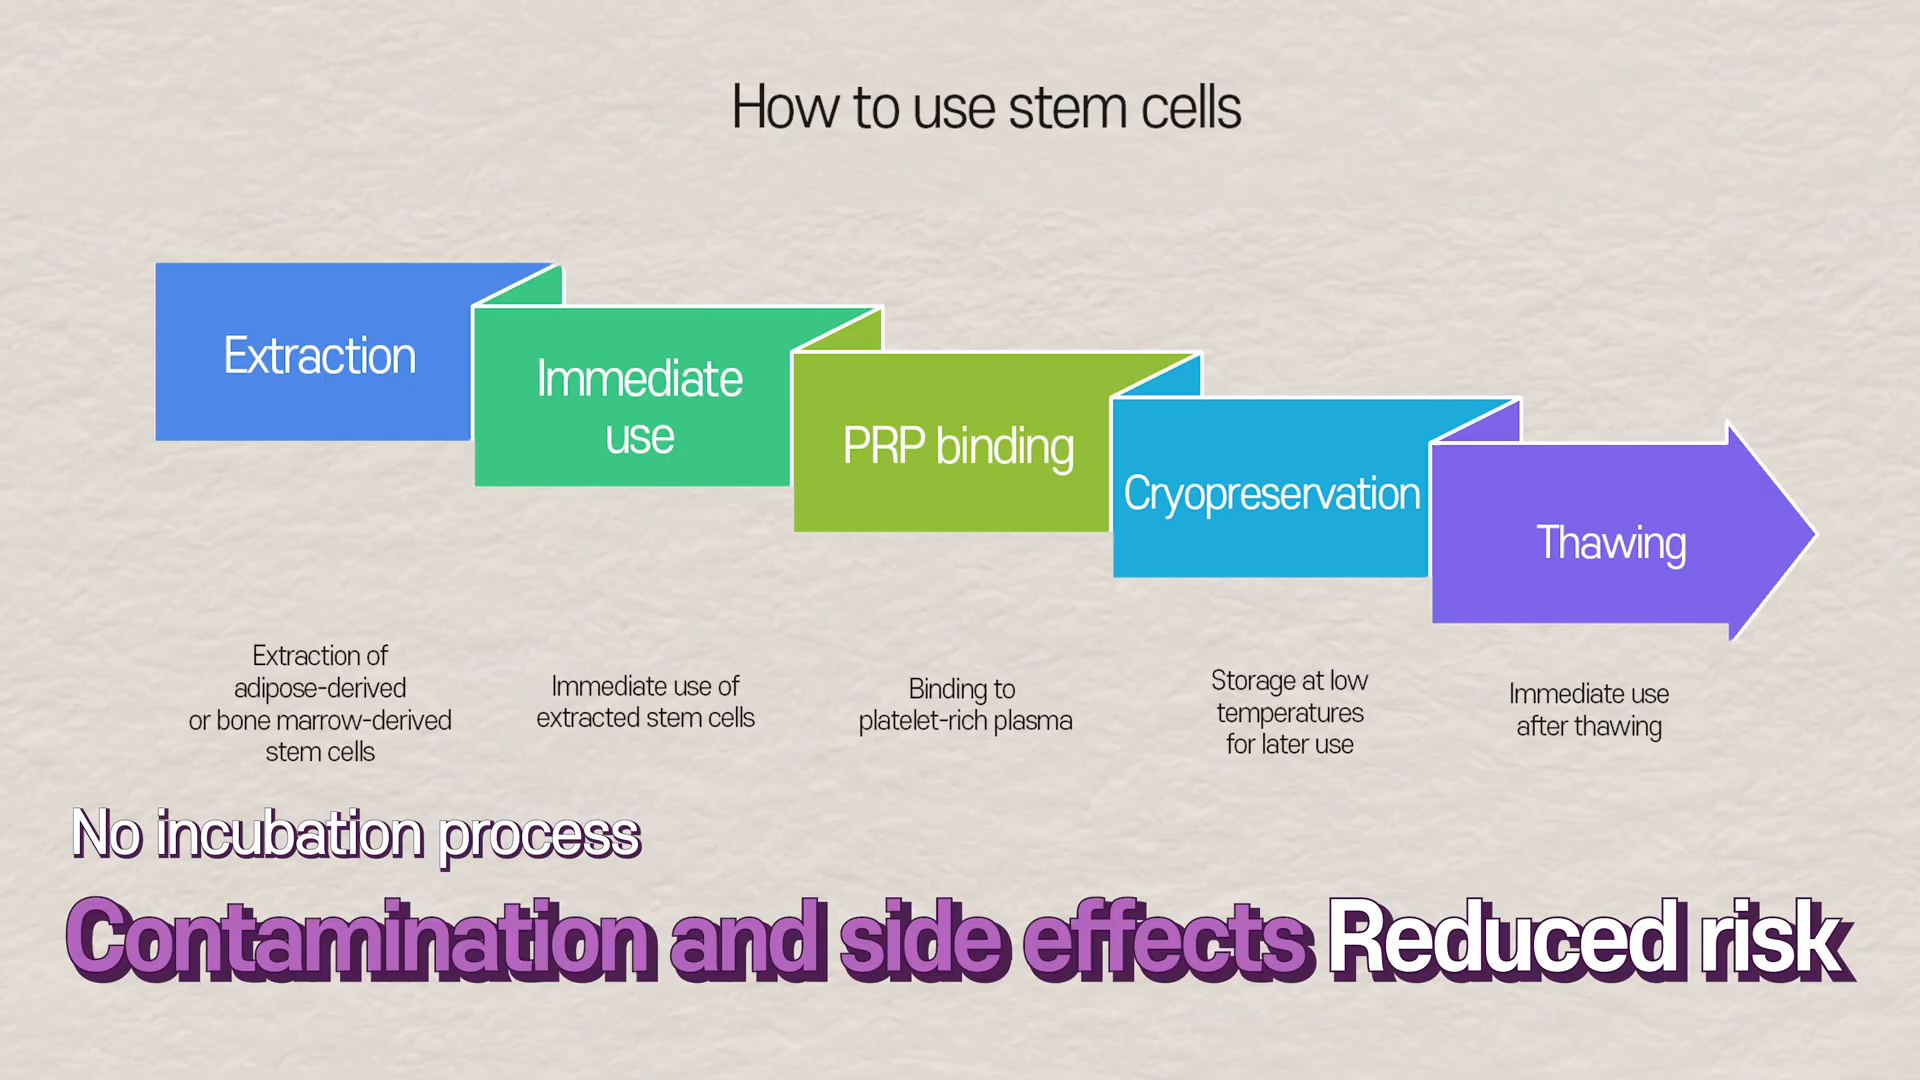 How to use stem cells
Extraction
Immediate
use
PRP binding
Cryopreservation
Thawing
Extraction of
adipose-derived
or bone marrow-derived
stem cells
Immediate use of
extracted stem cells
Binding to
platelet-rich plasma
Storage at low
temperatures
for later use
Immediate use
after thawing
No incubation process
Contamination and side effects Reduced risk